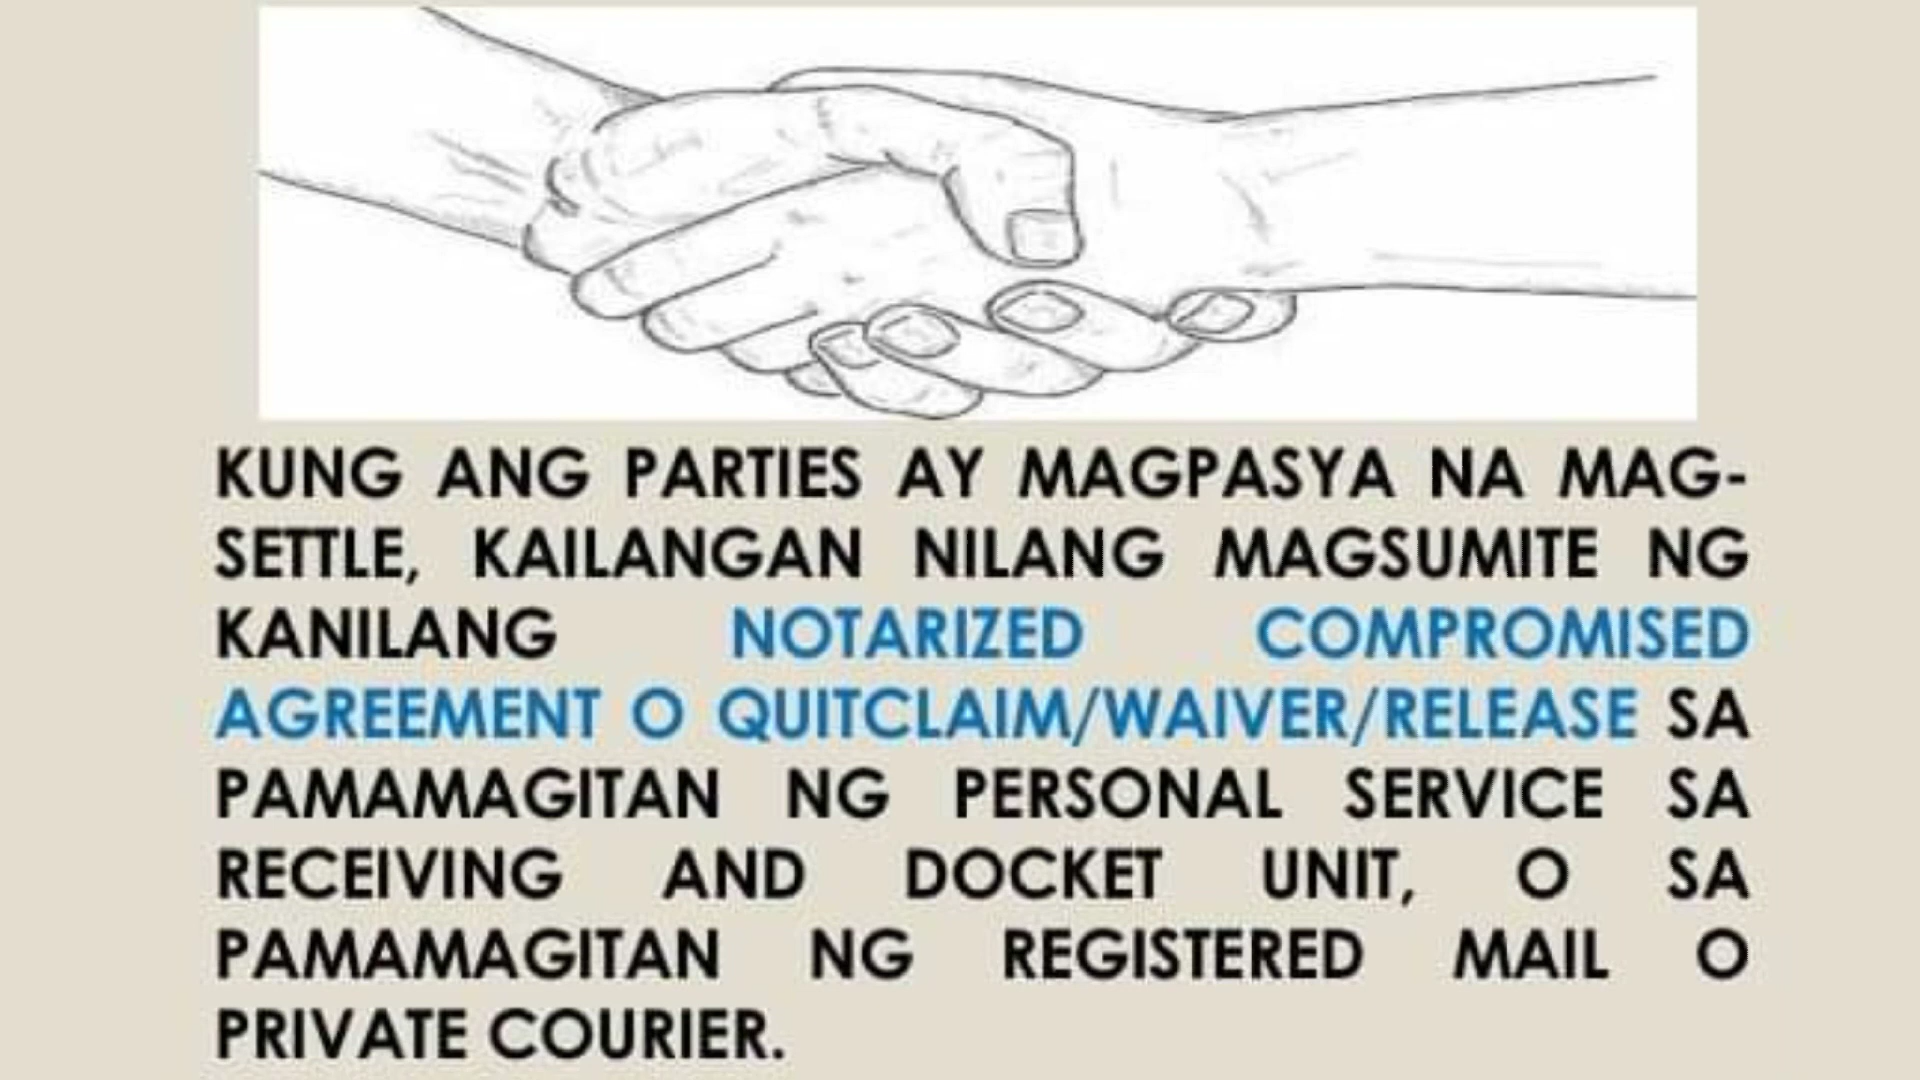 KUNG ANG PARTIES AY MAGPASYA NA MAG-
SETTLE, KAILANGAN NILANG MAGSUMITE NG
KANILANG NOTARIZED COMPROMISED
AGREEMENT O QUITCLAIM/WAIVER/RELEASE SA
PAMAMAGITAN NG PERSONAL SERVICE SA
RECEIVING AND DOCKET UNIT, O SA
PAMAMAGITAN NG REGISTERED MAIL O
PRIVATE COURIER.